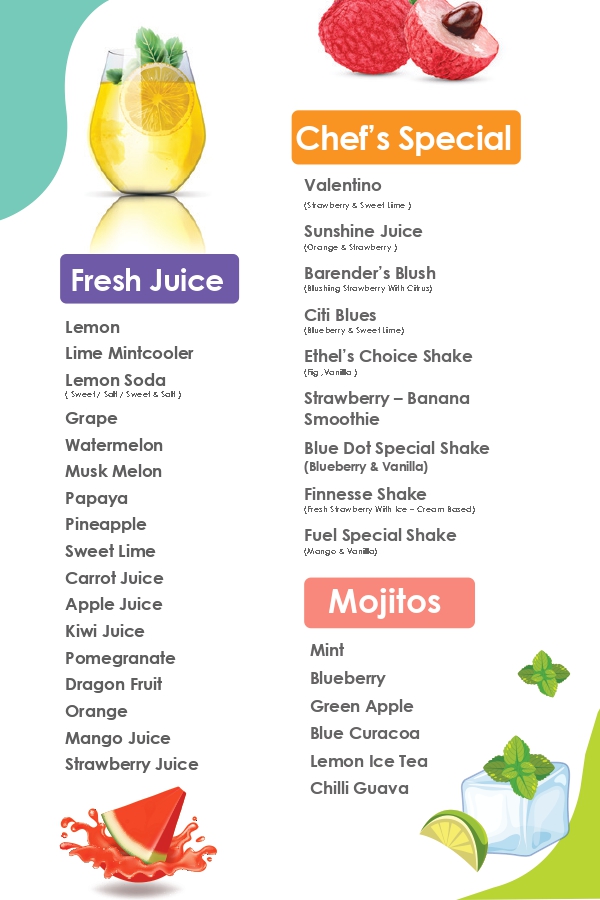 Fresh Juice
Lemon
Lime Mintcooler
Lemon Soda
( Sweet / Salt / Sweet & Salt )
Grape
Watermelon
Musk Melon
Papaya
Pineapple
Sweet Lime
Carrot Juice
Apple Juice
Kiwi Juice
Pomegranate
Dragon Fruit
Orange
Mango Juice
Strawberry Juice
Chef's Special
Valentino
(Strawberry & Sweet Lime )
Sunshine Juice
(Orange & Strawberry )
Barender's Blush
(Blushing Strawberry With Citrus)
Citi Blues
(Blueberry & Sweet Lime)
Ethel's Choice Shake
(Fig ,Vanilla )
Strawberry – Banana
Smoothie
Blue Dot Special Shake
(Blueberry & Vanilla)
Finnesse Shake
(Fresh Strawberry With Ice – Cream Based)
Fuel Special Shake
(Mango & Vanilla)
Mojitos
Mint
Blueberry
Green Apple
Blue Curacoa
Lemon Ice Tea
Chilli Guava